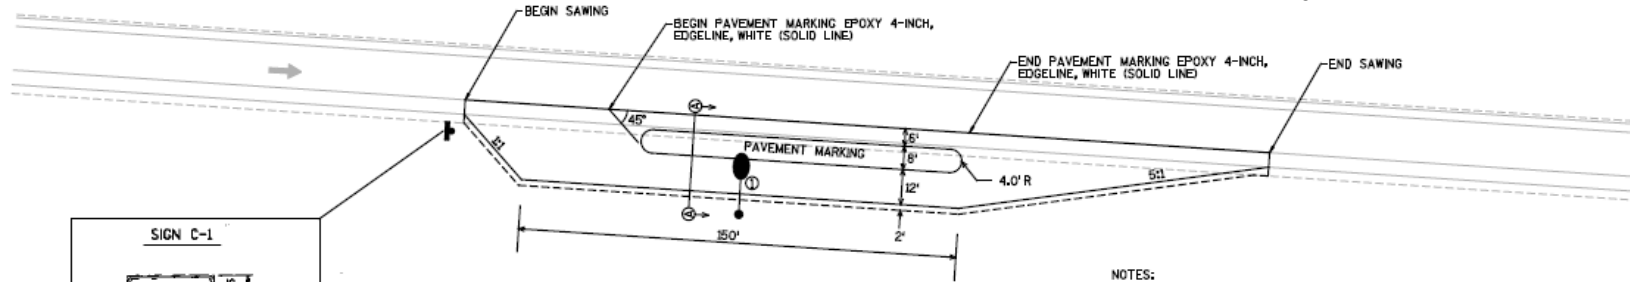 BEGIN SAWING
BEGIN PAVEMENT MARKING EPOXY 4-INCH,
EDGELINE, WHITE (SOLID LINE)
END PAVEMENT MARKING EPOXY 4-INCH,
EDGELINE, WHITE (SOLID LINE)
END SAWING
A
45°
6'
PAVEMENT MARKING
8'
1:1
1
4.0' R
5:1
12'
A
150'
2'
SIGN C-1
NOTES: